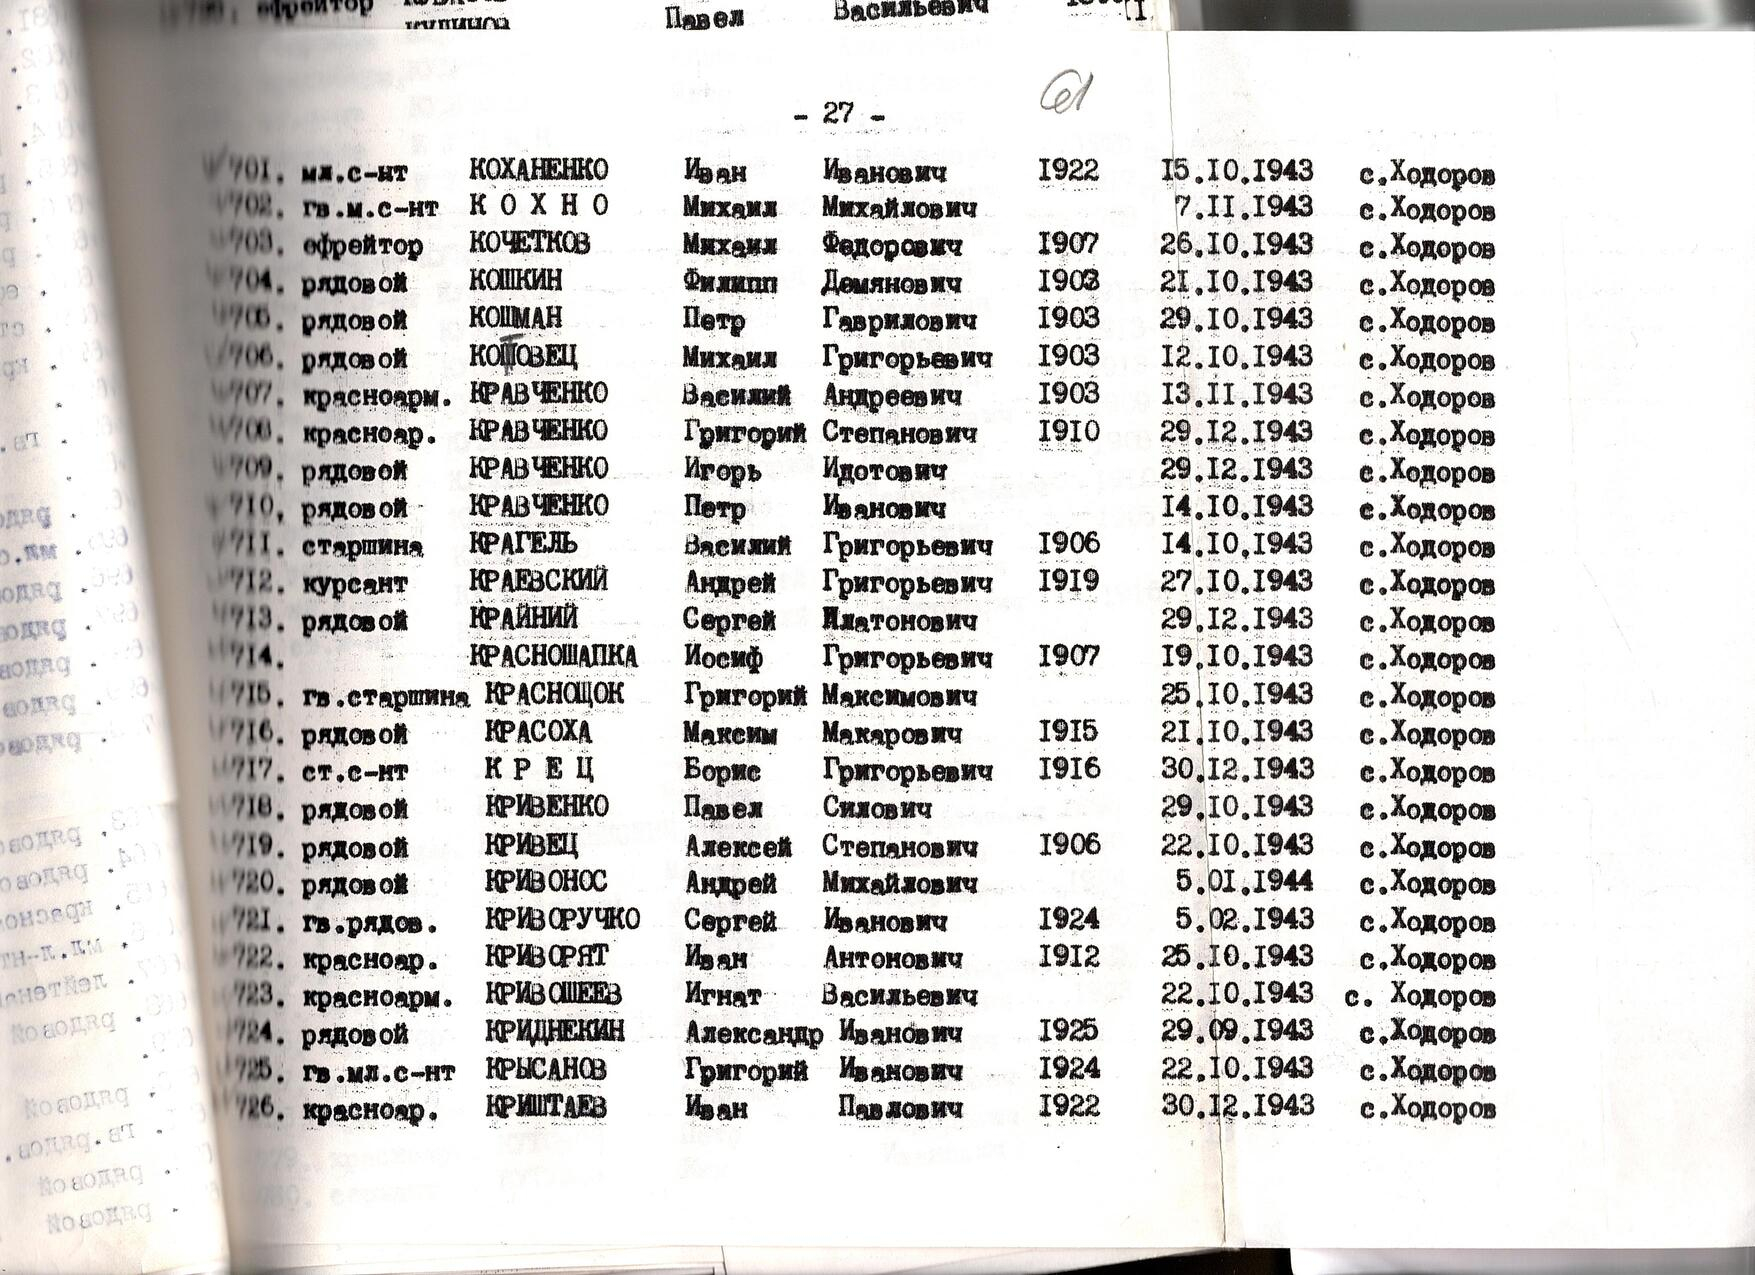 ефрейтор
Павел Васильевич
- 27 -
61
701. мл.с-нт КОХАНЕНКО Иван Иванович 1922 15.10.1943 с.Ходоров
702. гв.м.с-нт К О Х Н О Михаил Михайлович 7.11.1943 с.Ходоров
703. ефрейтор КОЧЕТКОВ Михаил Федорович 1907 26.10.1943 с.Ходоров
704. рядовой КОШКИН Филипп Демянович 1903 21.10.1943 с.Ходоров
705. рядовой КОШМАН Петр Гаврилович 1903 29.10.1943 с.Ходоров
706. рядовой Михаил Григорьевич 1903 12.10.1943 с.Ходоров
707. красноарм. КРАВЧЕНКО Василий Андреевич 1903 13.11.1943 с.Ходоров
708. красноар. КРАВЧЕНКО Григорий Степанович 1910 29.12.1943 с.Ходоров
709. рядовой КРАВЧЕНКО Игорь Идотович 29.12.1943 с.Ходоров
710, рядовой КРАВЧЕНКО Петр Иванович 14.10.1943 с.Ходоров
711. старшина КРАГЕЛЬ Василий Григорьевич 1906 14.10.1943 с.Ходоров
712. курсант КРАЕВСКИЙ Андрей Григорьевич 1919 27.10.1943 с.Ходоров
713. рядовой КРАЙНИЙ Сергей Платонович 29.12.1943 с.Ходоров
714. КРАСНОШАПКА Иосиф Григорьевич 1907 19.10.1943 с.Ходоров
715. гв.старшина КРАСНОЩОК Григорий Максимович 25.10.1943 с.Ходоров
716. рядовой КРАСОХА Максим Макарович 1915 21.10.1943 с.Ходоров
717. ст.с-нт К Р Е Ц Борис Григорьевич 1916 30.12.1943 с.Ходоров
718. рядовой КРИВЕНКО Павел Силович 29.10.1943 с.Ходоров
719. рядовой КРИВЕЦ Алексей Степанович 1906 22.10.1943 с.Ходоров
720. рядовой КРИВОНОС Андрей Михайлович 5.01.1944 с.Ходоров
721. гв.рядов. КРИВОРУЧКО Сергей Иванович 1924 5.02.1943 с.Ходоров
722. красноар. КРИВОРЯТ Иван Антонович 1912 25.10.1943 с.Ходоров
723. красноарм. КРИВОШЕЕВ Игнат Васильевич 22.10.1943 с. Ходоров
724. рядовой КРИДНЕКИН Александр Иванович 1925 29.09.1943 с.Ходоров
725. гв.мл.с-нт КРЫСАНОВ Григорий Иванович 1924 22.10.1943 с.Ходоров
726. красноар. КРИШТАЕВ Иван Павлович 1922 30.12.1943 с.Ходоров